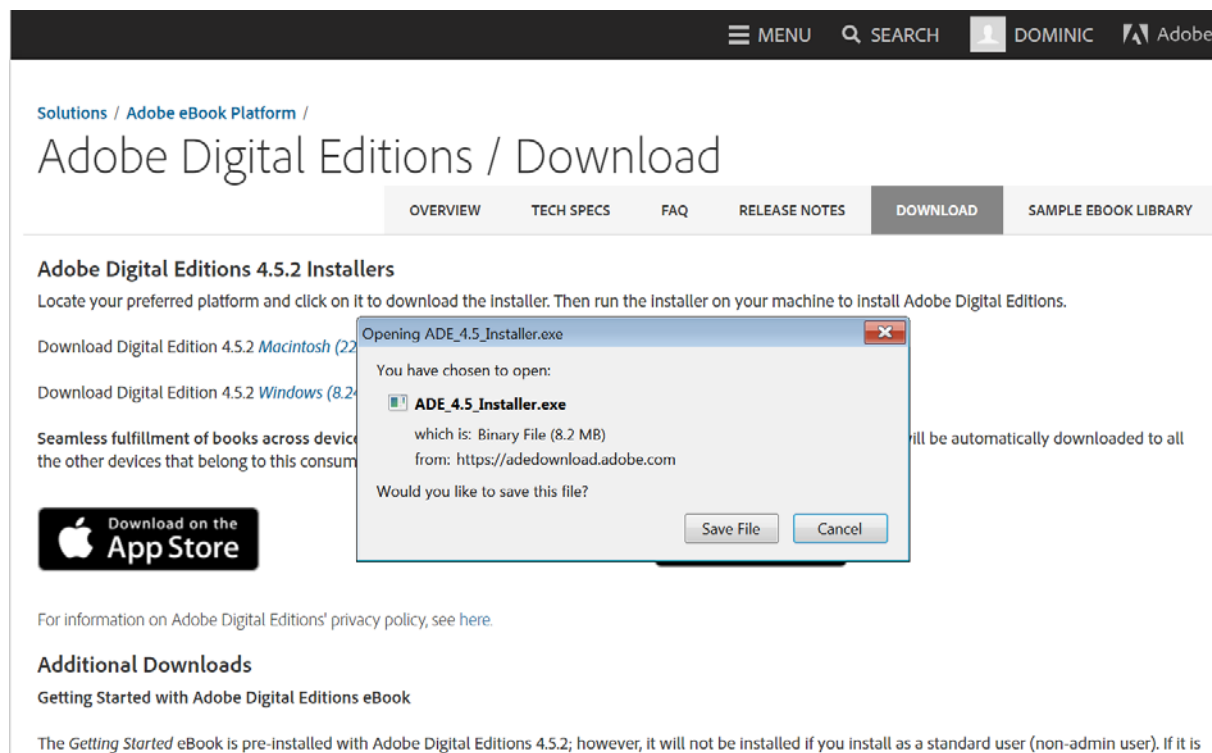 MENU SEARCH DOMINIC Adobe
Solutions / Adobe eBook Platform /
Adobe Digital Editions / Download
OVERVIEW TECH SPECS FAQ RELEASE NOTES DOWNLOAD SAMPLE EBOOK LIBRARY
Adobe Digital Editions 4.5.2 Installers
Locate your preferred platform and click on it to download the installer. Then run the installer on your machine to install Adobe Digital Editions.
Download Digital Edition 4.5.2 Macintosh (22
Download Digital Edition 4.5.2 Windows (8.24
Seamless fulfillment of books across device
ill be automatically downloaded to all
the other devices that belong to this consum
Opening ADE_4.5_Installer.exe
You have chosen to open:
ADE_4.5_Installer.exe
which is: Binary File (8.2 MB)
from: https://adedownload.adobe.com
Would you like to save this file?
Save File Cancel
Download on the
App Store
For information on Adobe Digital Editions' privacy policy, see here.
Additional Downloads
Getting Started with Adobe Digital Editions eBook
The Getting Started eBook is pre-installed with Adobe Digital Editions 4.5.2; however, it will not be installed if you install as a standard user (non-admin user). If it is